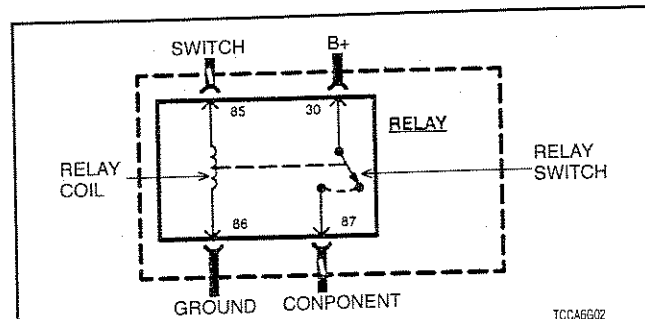 SWITCH B+
85 30 RELAY
RELAY COIL
RELAY SWITCH
86 87
GROUND CONPONENT
TCCA6G02